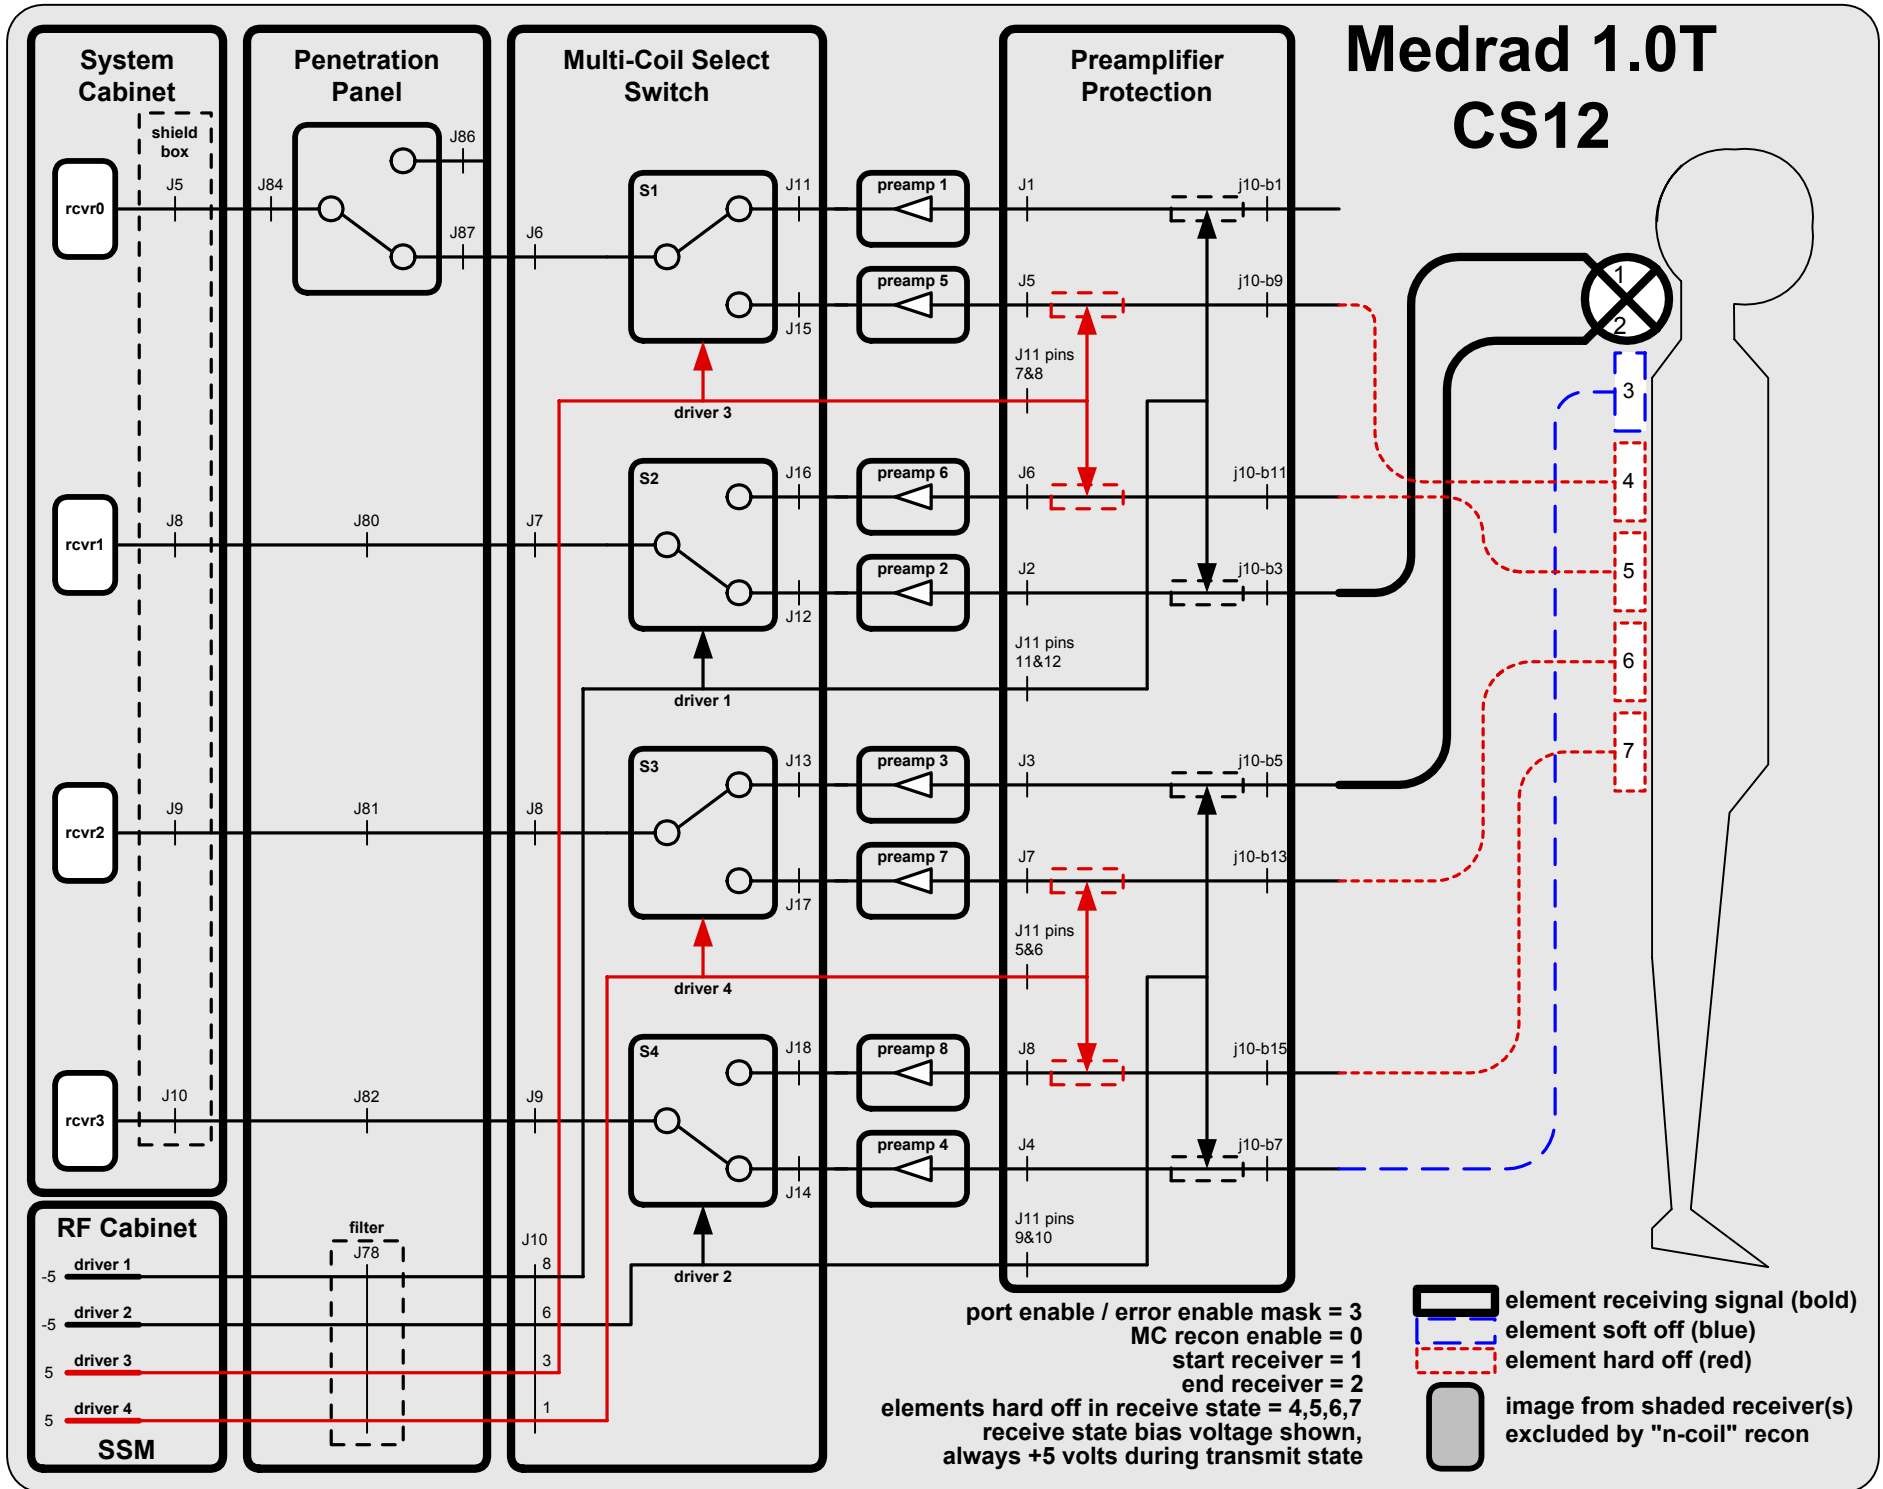 Medrad 1.0T
CS12
System
Cabinet
Penetration
Panel
Multi-Coil Select
Switch
Preamplifier
Protection
shield
box
rcvr0
J5
J84
J86
J87
J6
S1
J11
J15
preamp 1
preamp 5
J1
J5
j10-b1
j10-b9
J11 pins
7&8
driver 3
1
2
3
4
5
6
7
rcvr1
J8
J80
J7
S2
J16
J12
preamp 6
preamp 2
J6
J2
j10-b11
j10-b3
J11 pins
11&12
driver 1
rcvr2
J9
J81
J8
S3
J13
J17
preamp 3
preamp 7
J3
J7
j10-b5
j10-b13
J11 pins
5&6
driver 4
rcvr3
J10
J82
J9
S4
J18
J14
preamp 8
preamp 4
J8
J4
j10-b15
j10-b7
J11 pins
9&10
driver 2
RF Cabinet
-5 driver 1
-5 driver 2
5 driver 3
5 driver 4
SSM
filter
J78
J10
8
6
3
1
port enable / error enable mask = 3
MC recon enable = 0
start receiver = 1
end receiver = 2
elements hard off in receive state = 4,5,6,7
receive state bias voltage shown,
always +5 volts during transmit state
element receiving signal (bold)
element soft off (blue)
element hard off (red)
image from shaded receiver(s)
excluded by "n-coil" recon